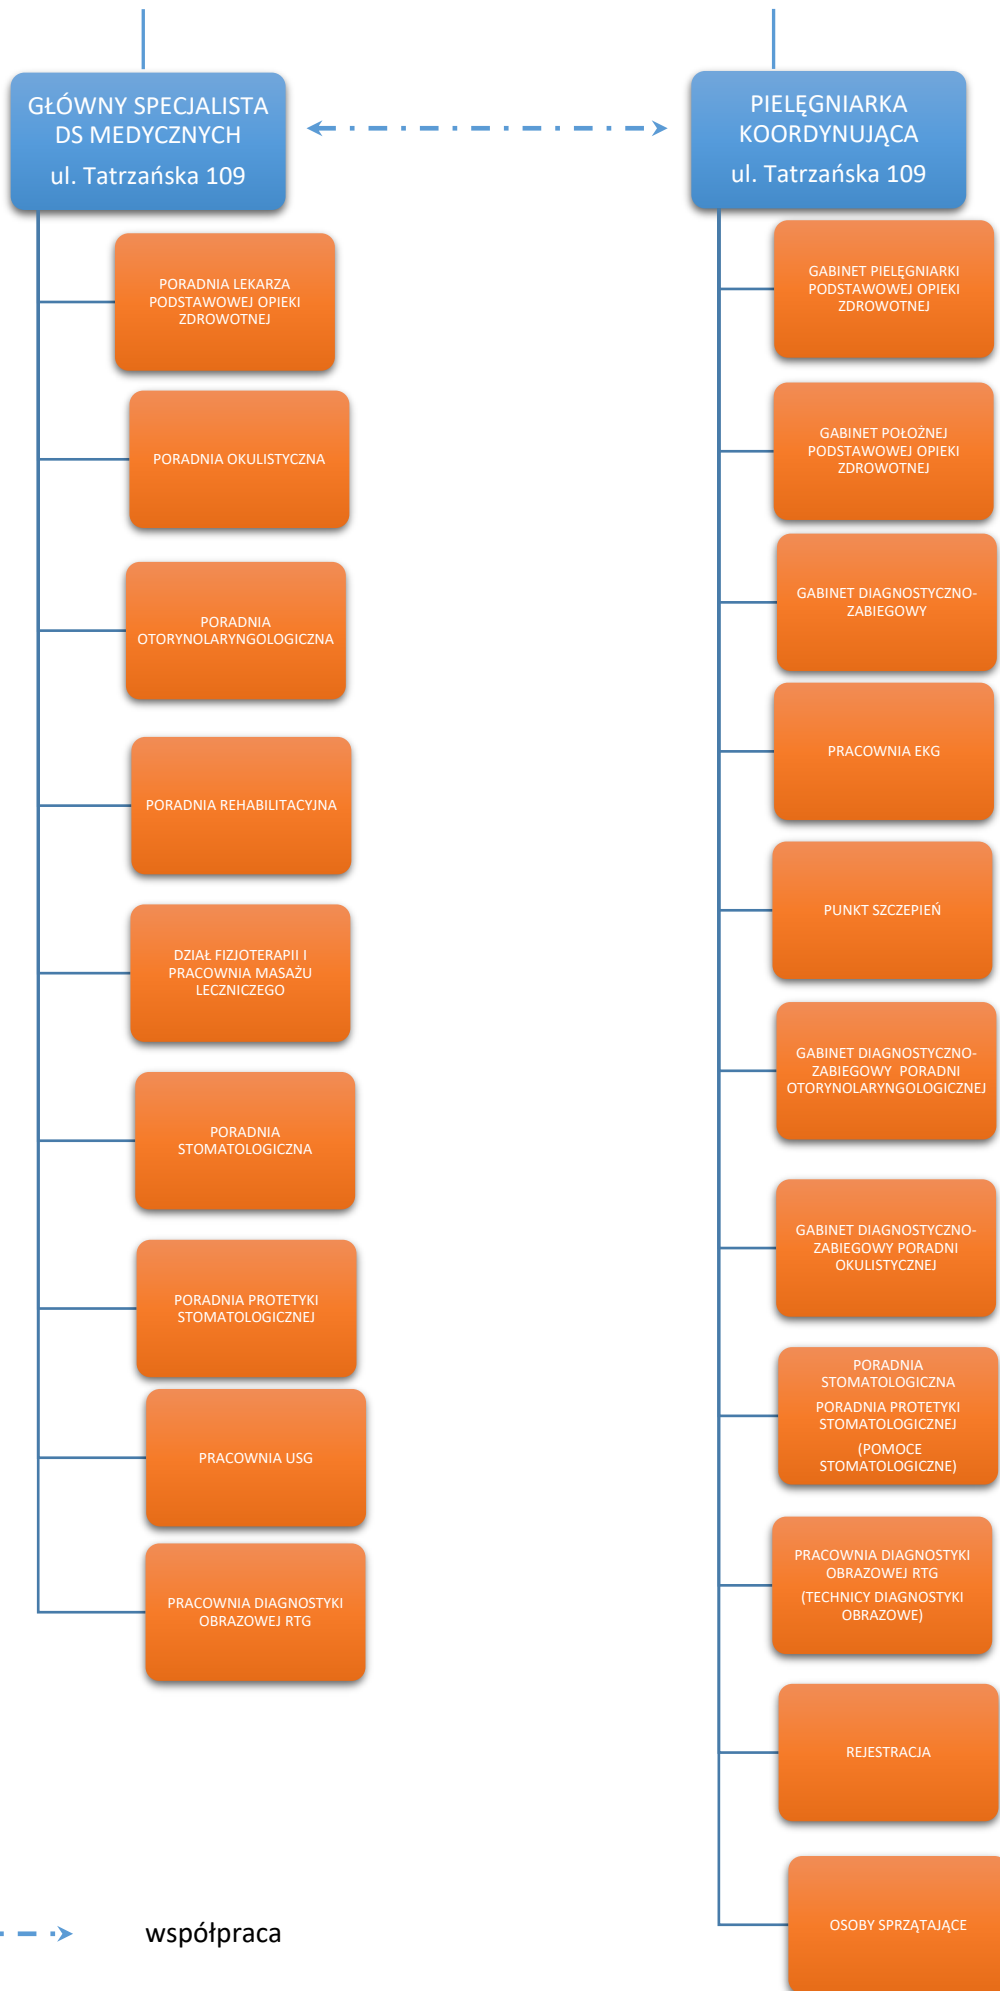 GŁÓWNY SPECJALISTA
DS MEDYCZNYCH
ul. Tatrzańska 109
PORADNIA LEKARZA
PODSTAWOWEJ OPIEKI
ZDROWOTNEJ
PORADNIA OKULISTYCZNA
PORADNIA
OTORYNOLARYNGOLOGICZNA
PORADNIA REHABILITACYJNA
DZIAŁ FIZJOTERAPII I
PRACOWNIA MASAŻU
LECZNICZEGO
PORADNIA
STOMATOLOGICZNA
PORADNIA PROTETYKI
STOMATOLOGICZNEJ
PRACOWNIA USG
PRACOWNIA DIAGNOSTYKI
OBRAZOWEJ RTG
PIELĘGNIARKA
KOORDYNUJĄCA
ul. Tatrzańska 109
GABINET PIELĘGNIARKI
PODSTAWOWEJ OPIEKI
ZDROWOTNEJ
GABINET POŁOŻNEJ
PODSTAWOWEJ OPIEKI
ZDROWOTNEJ
GABINET DIAGNOSTYCZNO-
ZABIEGOWY
PRACOWNIA EKG
PUNKT SZCZEPIEŃ
GABINET DIAGNOSTYCZNO-
ZABIEGOWY PORADNI
OTORYNOLARYNGOLOGICZNEJ
GABINET DIAGNOSTYCZNO-
ZABIEGOWY PORADNI
OKULISTYCZNEJ
PORADNIA
STOMATOLOGICZNA
PORADNIA PROTETYKI
STOMATOLOGICZNEJ
(POMOCE
STOMATOLOGICZNE)
PRACOWNIA DIAGNOSTYKI
OBRAZOWEJ RTG
(TECHNICY DIAGNOSTYKI
OBRAZOWE)
REJESTRACJA
OSOBY SPRZĄTAJĄCE
współpraca